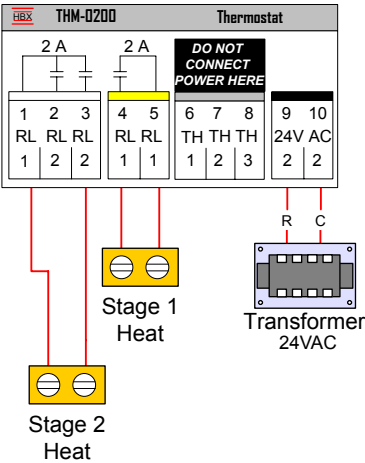 HBX THM-0200 Thermostat
2 A 2 A DO NOT
CONNECT
POWER HERE
1 2 3 4 5 6 7 8 9 10
RL RL RL RL RL TH TH TH 24V AC
1 2 2 1 1 1 2 3 2 2
R C
Stage 1
Heat
Transformer
24VAC
Stage 2
Heat